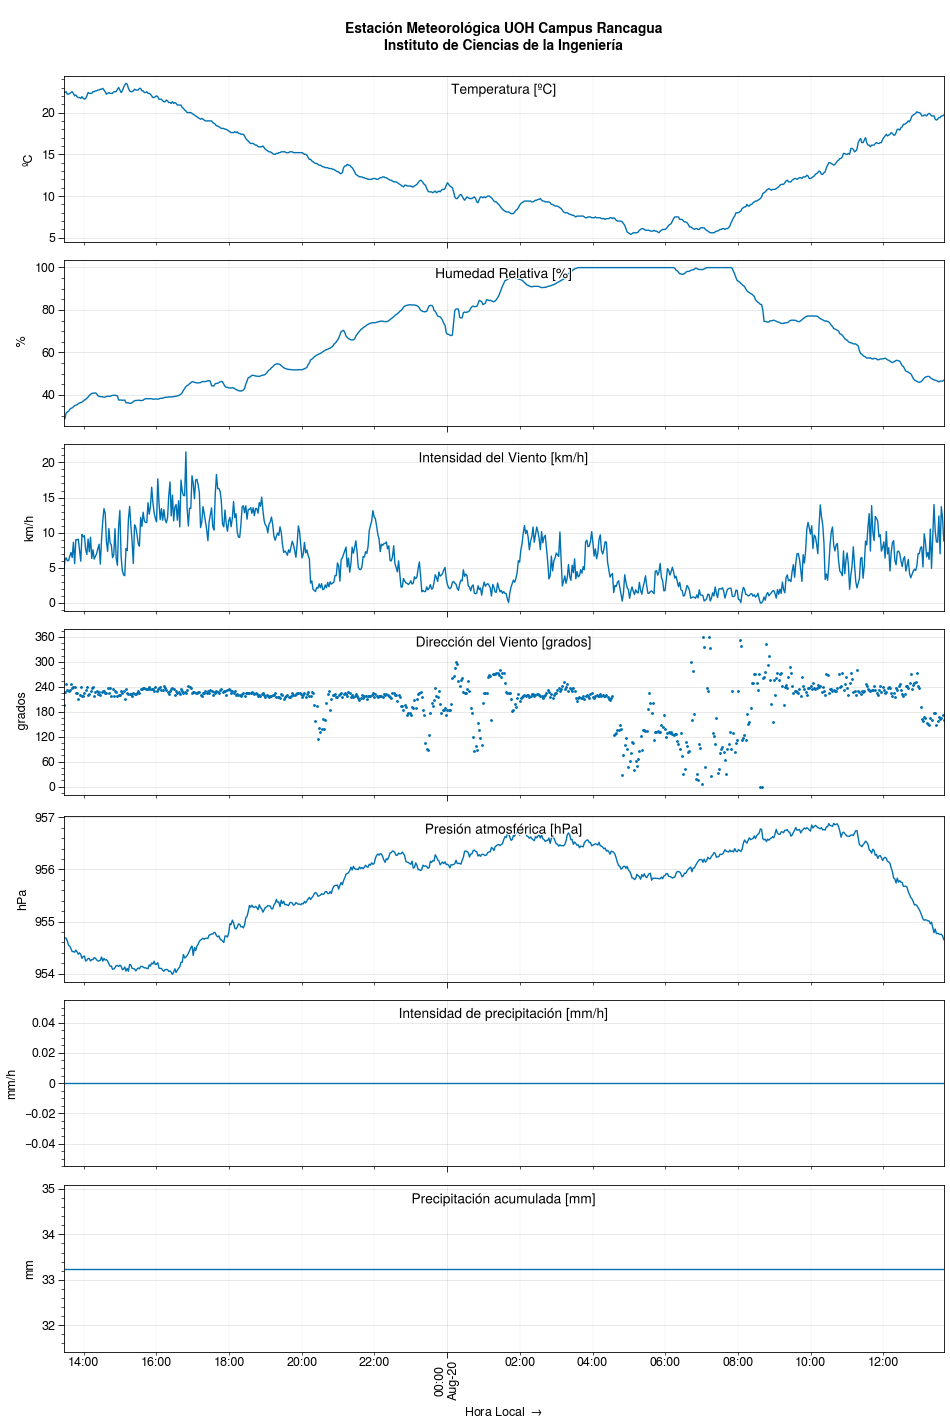 Estación Meteorológica UOH Campus Rancagua
Instituto de Ciencias de la Ingeniería
Temperatura [ºC]
ºC
20
15
10
5
Humedad Relativa [%]
%
100
80
60
40
Intensidad del Viento [km/h]
km/h
20
15
10
5
0
Dirección del Viento [grados]
grados
360
300
240
180
120
60
0
Presión atmosférica [hPa]
hPa
957
956
955
954
Intensidad de precipitación [mm/h]
mm/h
0.04
0.02
0
−0.02
−0.04
Precipitación acumulada [mm]
mm
35
34
33
32
14:00 16:00 18:00 20:00 22:00 00:00 02:00 04:00 06:00 08:00 10:00 12:00
Aug-20
Hora Local →